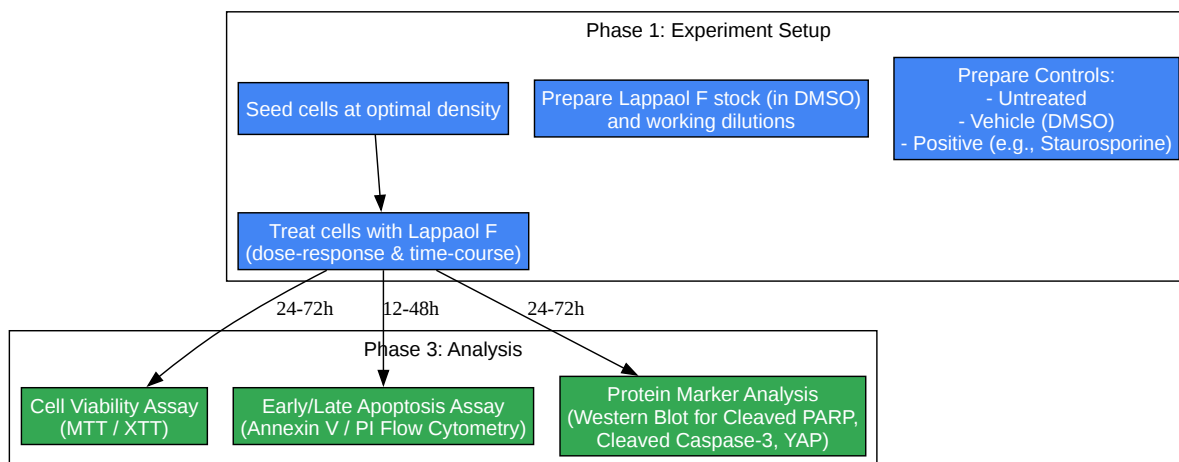 Phase 1: Experiment Setup
Seed cells at optimal density
Prepare Lappaol F stock (in DMSO)
and working dilutions
Prepare Controls:
- Untreated
- Vehicle (DMSO)
- Positive (e.g., Staurosporine)
Treat cells with Lappaol F
(dose-response & time-course)
24-72h
12-48h
24-72h
Phase 3: Analysis
Cell Viability Assay
(MTT / XTT)
Early/Late Apoptosis Assay
(Annexin V / PI Flow Cytometry)
Protein Marker Analysis
(Western Blot for Cleaved PARP,
Cleaved Caspase-3, YAP)